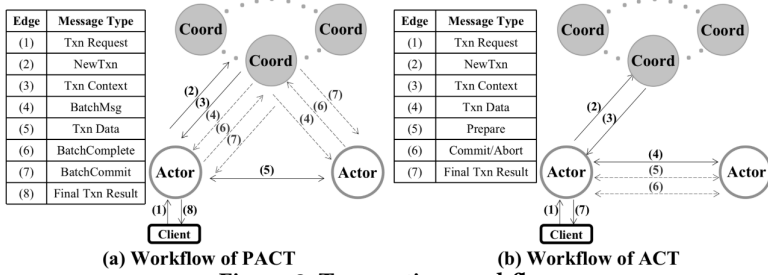 Edge Message Type
(1) Txn Request
(2) NewTxn
(3) Txn Context
(4) BatchMsg
(5) Txn Data
(6) BatchComplete
(7) BatchCommit
(8) Final Txn Result
Coord
Coord
Coord
(2)
(3)
(4)
(6)
(7)
(7)
(6)
(4)
Actor
(5)
Actor
(1)
(8)
Client
(a) Workflow of PACT
Edge Message Type
(1) Txn Request
(2) NewTxn
(3) Txn Context
(4) Txn Data
(5) Prepare
(6) Commit/Abort
(7) Final Txn Result
Coord
Coord
Coord
(2)
(3)
Actor
(4)
(5)
(6)
Actor
(1)
(7)
Client
(b) Workflow of ACT